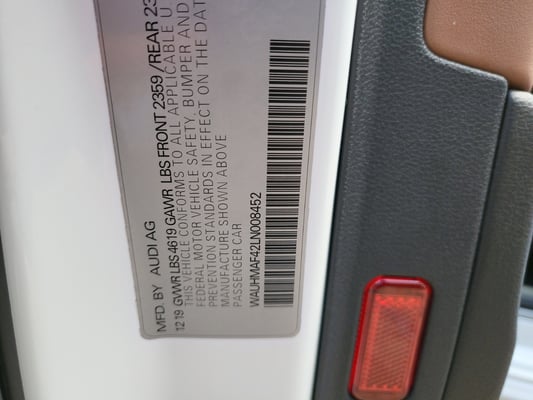 MFD. BY AUDI AG
12.19 GVWR LBS 4619 GAWR LBS FRONT 2359 /REAR 23
THIS VEHICLE CONFORMS TO ALL APPLICABLE U
FEDERAL MOTOR VEHICLE SAFETY, BUMPER AND
PREVENTION STANDARDS IN EFFECT ON THE DAT
MANUFACTURE SHOWN ABOVE
PASSENGER CAR
WAUHMAF42LN008452